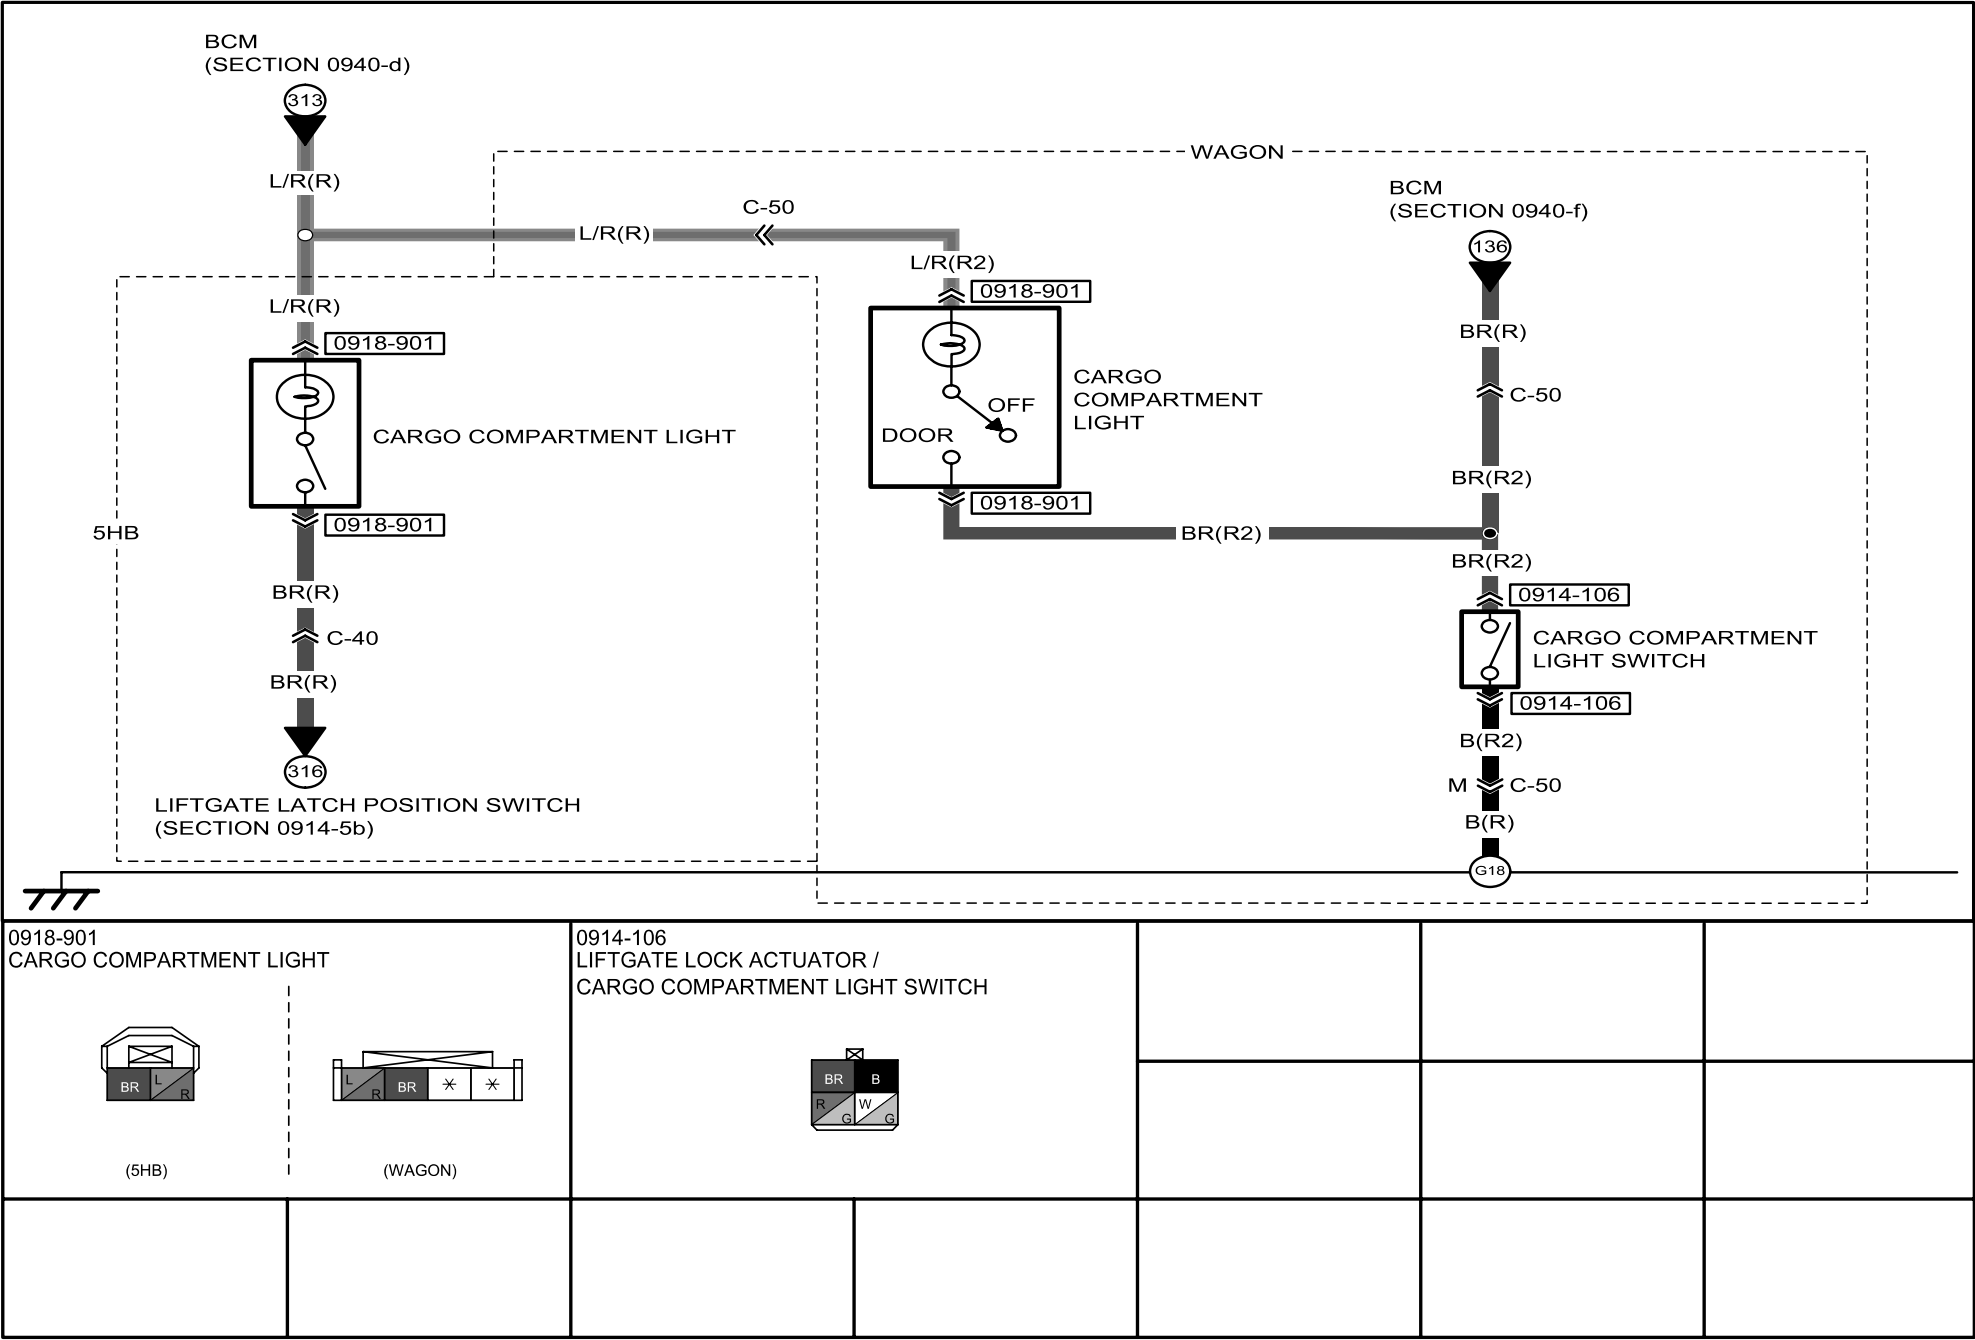 BCM
(SECTION 0940-d)
313
L/R(R)
WAGON
C-50
L/R(R)
BCM
(SECTION 0940-f)
136
L/R(R2)
0918-901
L/R(R)
0918-901
BR(R)
CARGO
COMPARTMENT
LIGHT
OFF
DOOR
C-50
CARGO COMPARTMENT LIGHT
BR(R2)
0918-901
0918-901
5HB
BR(R2)
BR(R2)
BR(R)
0914-106
C-40
CARGO COMPARTMENT
LIGHT SWITCH
BR(R)
0914-106
B(R2)
316
M
C-50
LIFTGATE LATCH POSITION SWITCH
(SECTION 0914-5b)
B(R)
G18
0918-901
CARGO COMPARTMENT LIGHT
BR
L
R
(5HB)
L
R
BR
(WAGON)
0914-106
LIFTGATE LOCK ACTUATOR /
CARGO COMPARTMENT LIGHT SWITCH
BR
B
R
G
W
G